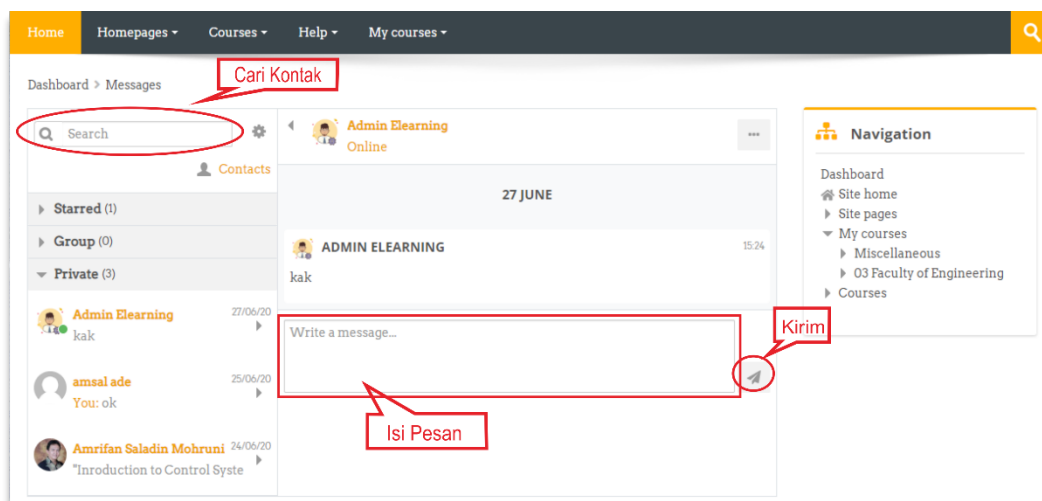 Home Homepages Courses Help My courses
Cari Kontak
Dashboard > Messages
Search
Contacts
Starred (1)
Group (0)
Private (3)
Admin Elearning 27/06/20
kak
amsal ade 25/06/20
You: ok
Amrifan Saladin Mohruni 24/06/20
"Inroduction to Control Syste
Admin Elearning
Online
27 JUNE
ADMIN ELEARNING 15:24
kak
Write a message...
Kirim
Isi Pesan
Navigation
Dashboard
Site home
Site pages
My courses
Miscellaneous
03 Faculty of Engineering
Courses